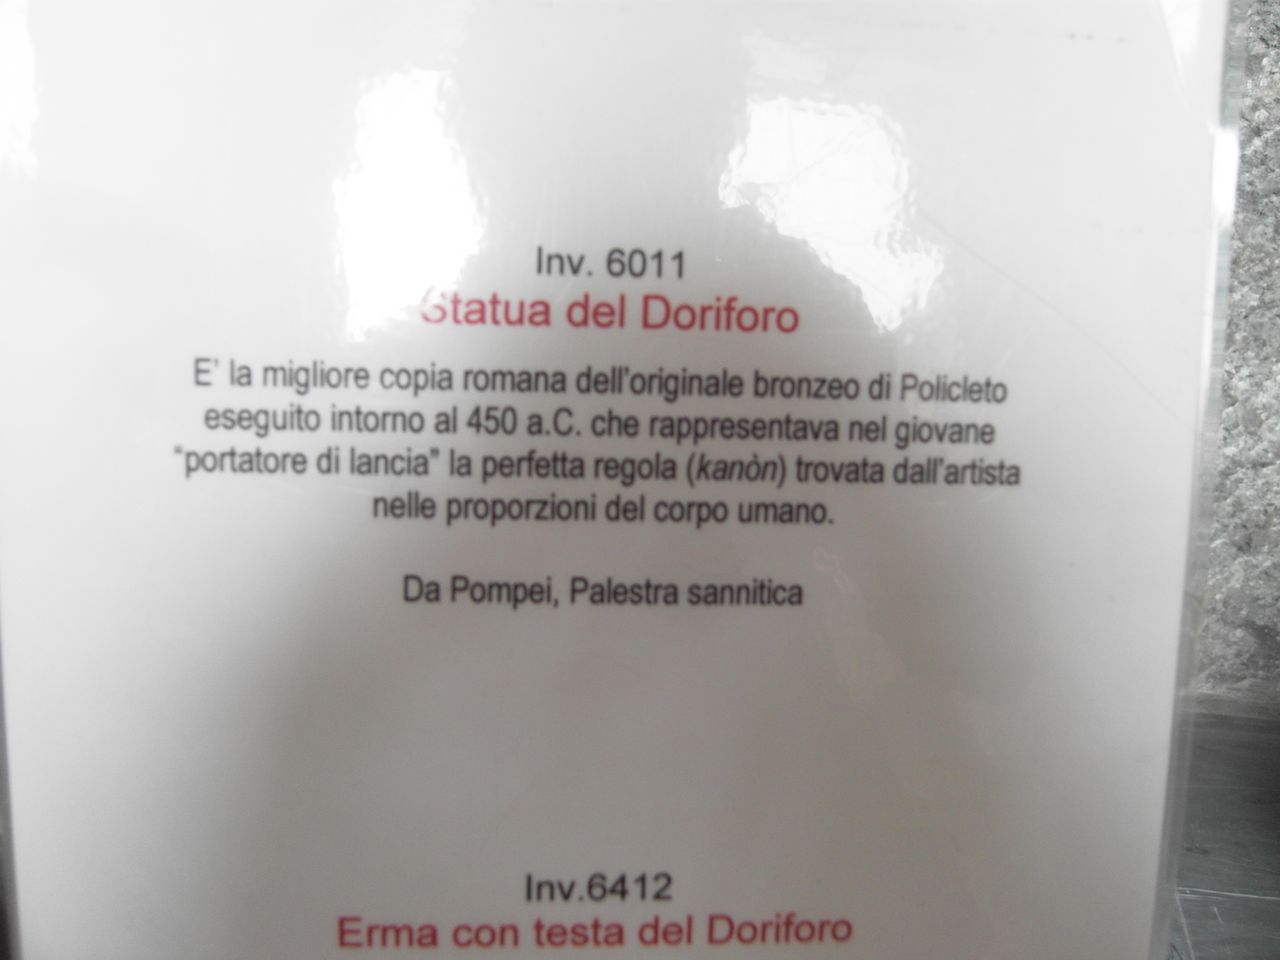 Inv. 6011
Statua del Doriforo
E' la migliore copia romana dell'originale bronzeo di Policleto
eseguito intorno al 450 a.C. che rappresentava nel giovane
"portatore di lancia" la perfetta regola (kanòn) trovata dall'artista
nelle proporzioni del corpo umano.
Da Pompei, Palestra sannitica
Inv.6412
Erma con testa del Doriforo